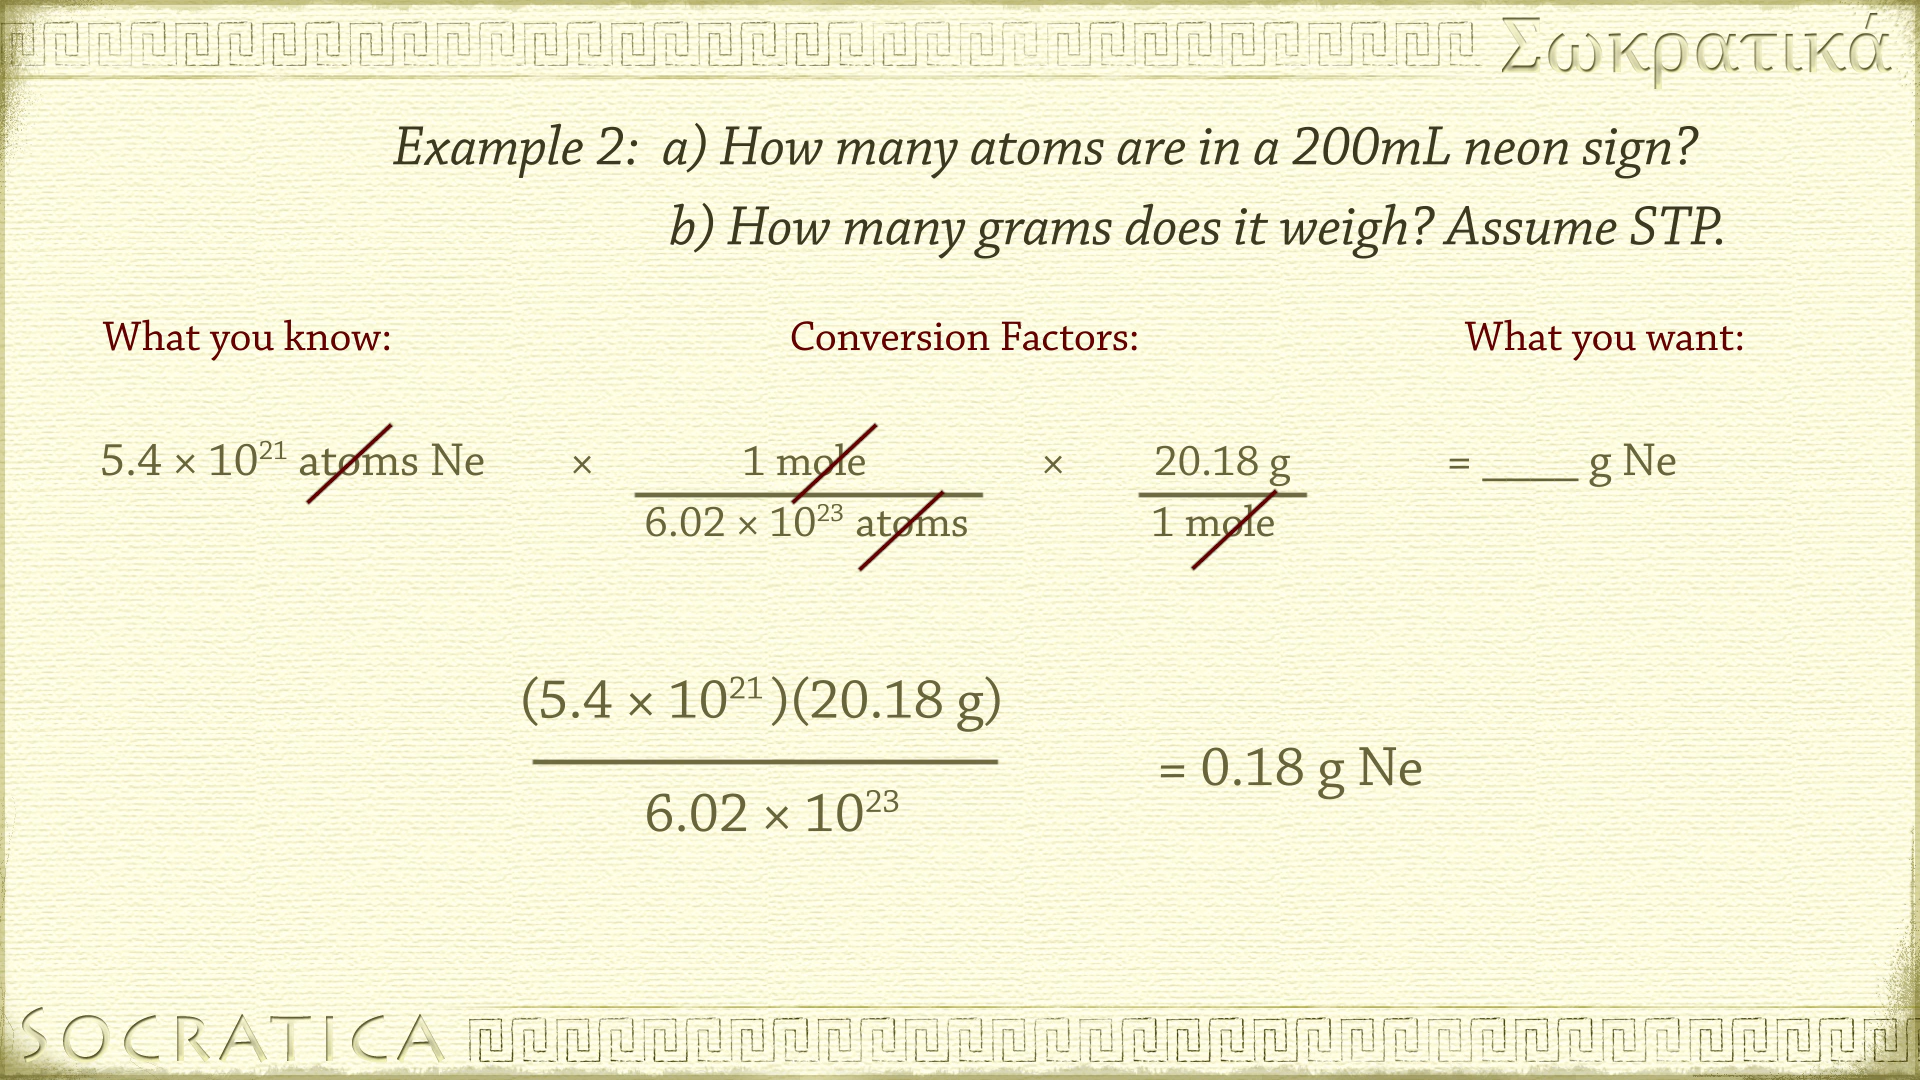 Σωκρατικά
Example 2: a) How many atoms are in a 200mL neon sign?
b) How many grams does it weigh? Assume STP.
What you know: Conversion Factors: What you want:
5.4 × 10²¹ atoms Ne × 1 mole × 20.18 g = ____ g Ne
6.02 × 10²³ atoms 1 mole
(5.4 × 10²¹ )(20.18 g)
= 0.18 g Ne
6.02 × 10²³
SOCRATICA